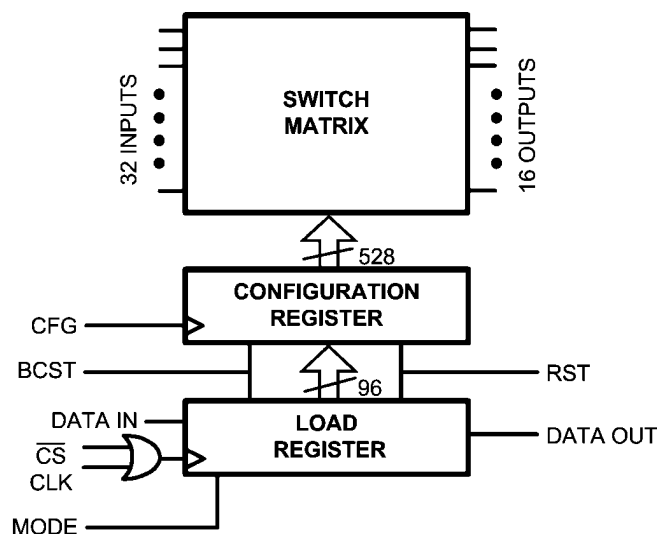 SWITCH
MATRIX
32 INPUTS
16 OUTPUTS
528
CONFIGURATION
REGISTER
CFG
BCST
96
RST
DATA IN
LOAD
REGISTER
DATA OUT
C̅S̅
CLK
MODE